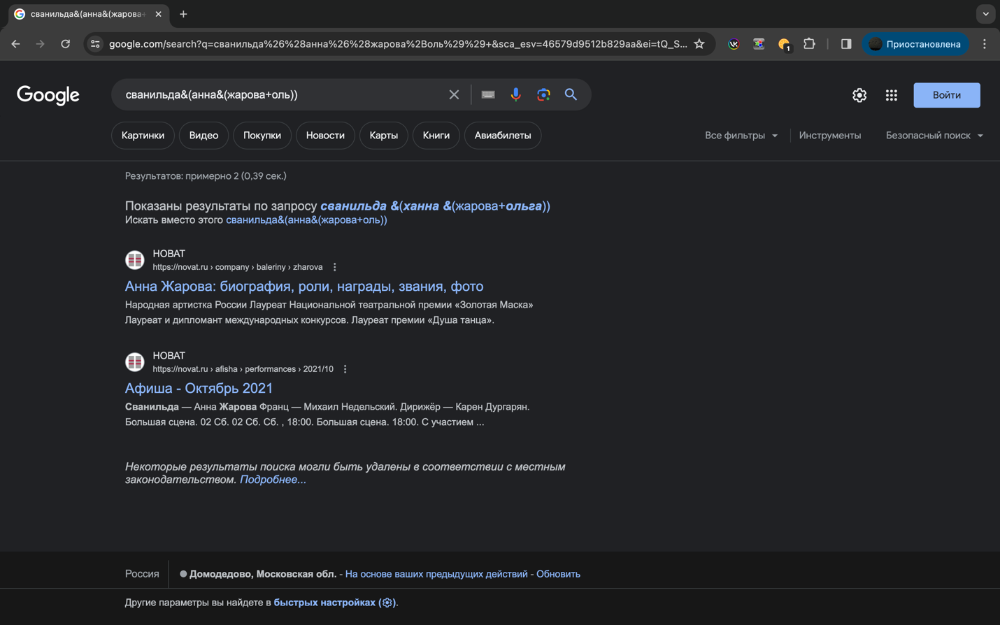 сванильда&(анна&(жарова+
google.com/search?q=сванильда%26%28анна%26%28жарова%2Воль%29%29+&sca_esv=46579d9512b829aa&ei=tQ_S...
1
Приостановлена
Google
сванильда&(анна&(жарова+оль))
Войти
Картинки
Видео
Покупки
Новости
Карты
Книги
Авиабилеты
Все фильтры
Инструменты
Безопасный поиск
Результатов: примерно 2 (0,39 сек.)
Показаны результаты по запросу сванильда &(ханна &(жарова+ольга))
Искать вместо этого сванильда&(анна&(жарова+оль))
НОВАТ
https://novat.ru › company › baleriny › zharova
Анна Жарова: биография, роли, награды, звания, фото
Народная артистка России Лауреат Национальной театральной премии «Золотая Маска»
Лауреат и дипломант международных конкурсов. Лауреат премии «Душа танца».
НОВАТ
https://novat.ru › afisha › performances › 2021/10
Афиша - Октябрь 2021
Сванильда — Анна Жарова Франц — Михаил Недельский. Дирижёр — Карен Дургарян.
Большая сцена. 02 Сб. 02 Сб. Сб. , 18:00. Большая сцена. 18:00. С участием ...
Некоторые результаты поиска могли быть удалены в соответствии с местным
законодательством. Подробнее...
Россия
Домодедово, Московская обл. - На основе ваших предыдущих действий - Обновить
Другие параметры вы найдете в быстрых настройках ().